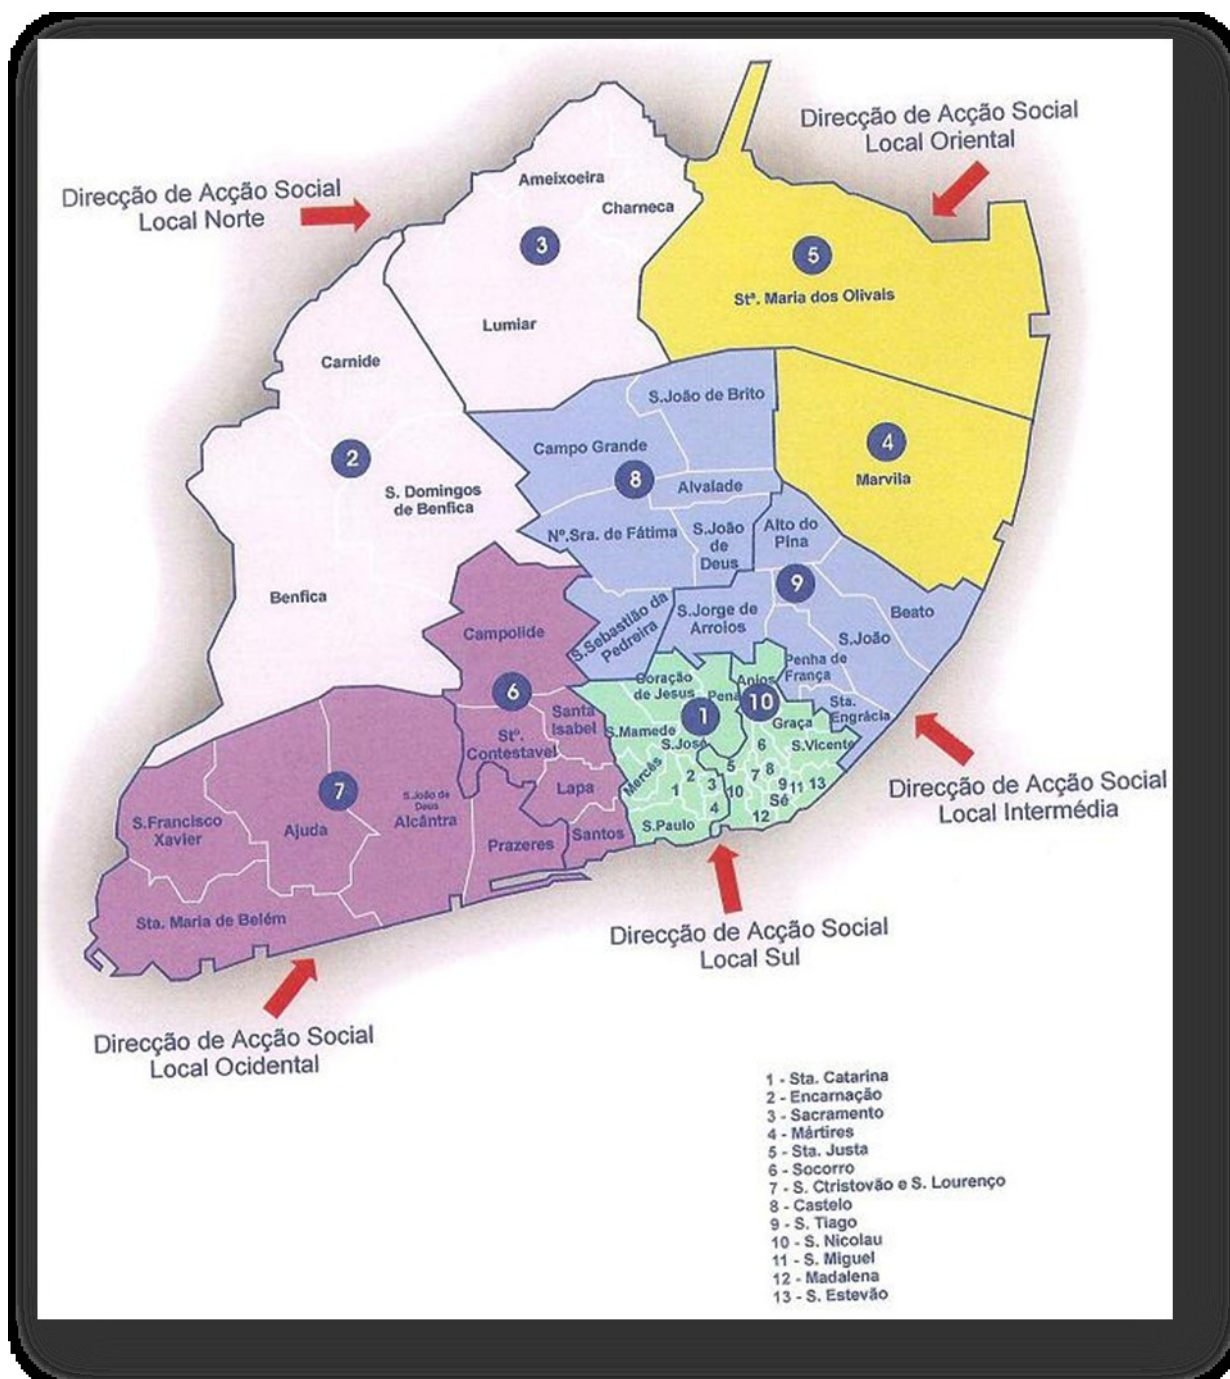 Direcção de Acção Social
Local Oriental
Direcção de Acção Social
Local Norte
Ameixoeira
Charneca
3
5
Stª. Maria dos Olivais
Lumiar
Carnide
S.João de Brito
Campo Grande
4
2
8
Marvila
Alvalade
S. Domingos
de Benfica
Nº.Sra. de Fátima
S.João
de
Deus
Alto do
Pina
9
Benfica
Beato
S.Sebastião da
Pedreira
S.Jorge de
Arroios
S.João
Campolide
Penha de
França
Coração
de Jesus
Pena
Anjos
6
1
10
Santa
Isabel
Sta.
Engrácia
Graça
S.Mamede
S.José
S.Vicente
Stº.
Contestavel
6
5
7
8
Mercês
2
1
3
10
9
11
13
Lapa
7
S.João de
Deus
Alcântra
4
Sé
12
S.Francisco
Xavier
Ajuda
S.Paulo
Santos
Prazeres
Sta. Maria de Belém
Direcção de Acção Social
Local Intermédia
Direcção de Acção Social
Local Sul
Direcção de Acção Social
Local Ocidental
1 - Sta. Catarina
2 - Encarnação
3 - Sacramento
4 - Mártires
5 - Sta. Justa
6 - Socorro
7 - S. Ctristovão e S. Lourenço
8 - Castelo
9 - S. Tiago
10 - S. Nicolau
11 - S. Miguel
12 - Madalena
13 - S. Estevão